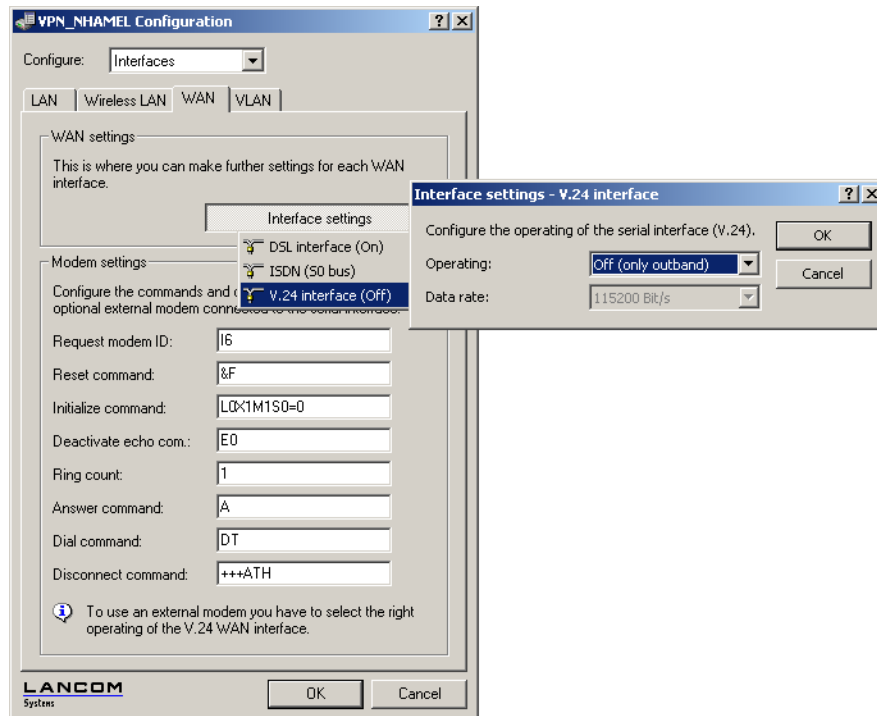 VPN_NHAMEL Configuration
Configure: Interfaces
LAN Wireless LAN WAN VLAN
WAN settings
This is where you can make further settings for each WAN
interface.
Interface settings
DSL interface (On)
ISDN (S0 bus)
V.24 interface (Off)
Modem settings
Configure the commands and
optional external modem connected to the serial interface.
Request modem ID: I6
Reset command: &F
Initialize command: L0X1M1S0=0
Deactivate echo com.: E0
Ring count: 1
Answer command: A
Dial command: DT
Disconnect command: +++ATH
To use an external modem you have to select the right
operating of the V.24 WAN interface.
LANCOM
Systems
OK Cancel
Interface settings - V.24 interface
Configure the operating of the serial interface (V.24).
Operating: Off (only outband)
Data rate: 115200 Bit/s
OK
Cancel